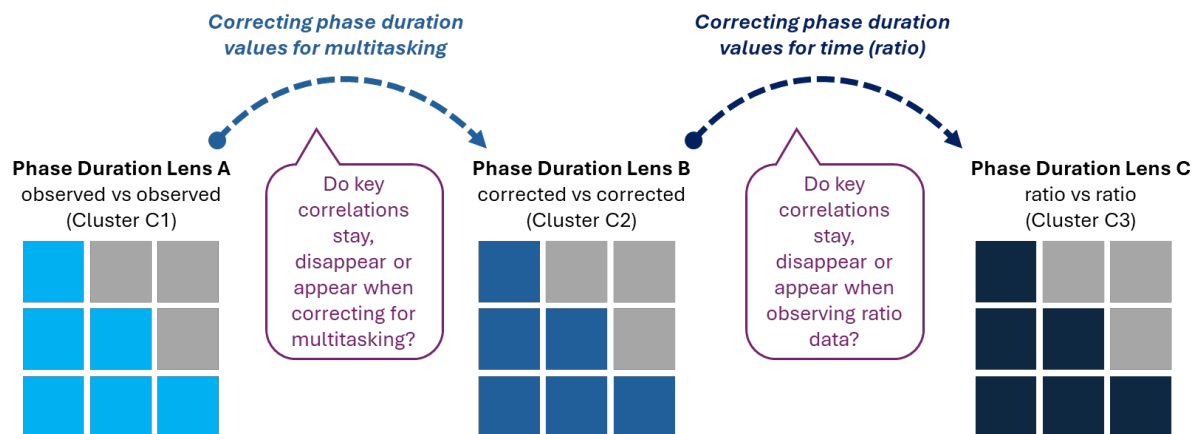 Correcting phase duration
values for multitasking
Correcting phase duration
values for time (ratio)
Phase Duration Lens A
observed vs observed
(Cluster C1)
Do key
correlations
stay,
disappear or
appear when
correcting for
multitasking?
Phase Duration Lens B
corrected vs corrected
(Cluster C2)
Do key
correlations
stay,
disappear or
appear when
observing ratio
data?
Phase Duration Lens C
ratio vs ratio
(Cluster C3)